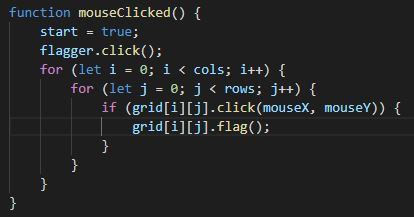 function mouseClicked() {
    start = true;
    flagger.click();
    for (let i = 0; i < cols; i++) {
        for (let j = 0; j < rows; j++) {
            if (grid[i][j].click(mouseX, mouseY)) {
                grid[i][j].flag();
            }
        }
    }
}